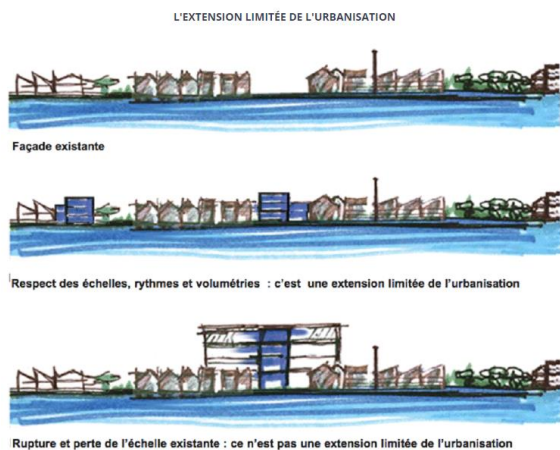 L'EXTENSION LIMITÉE DE L'URBANISATION
Façade existante
Respect des échelles, rythmes et volumétries : c'est une extension limitée de l'urbanisation
Rupture et perte de l'échelle existante : ce n'est pas une extension limitée de l'urbanisation